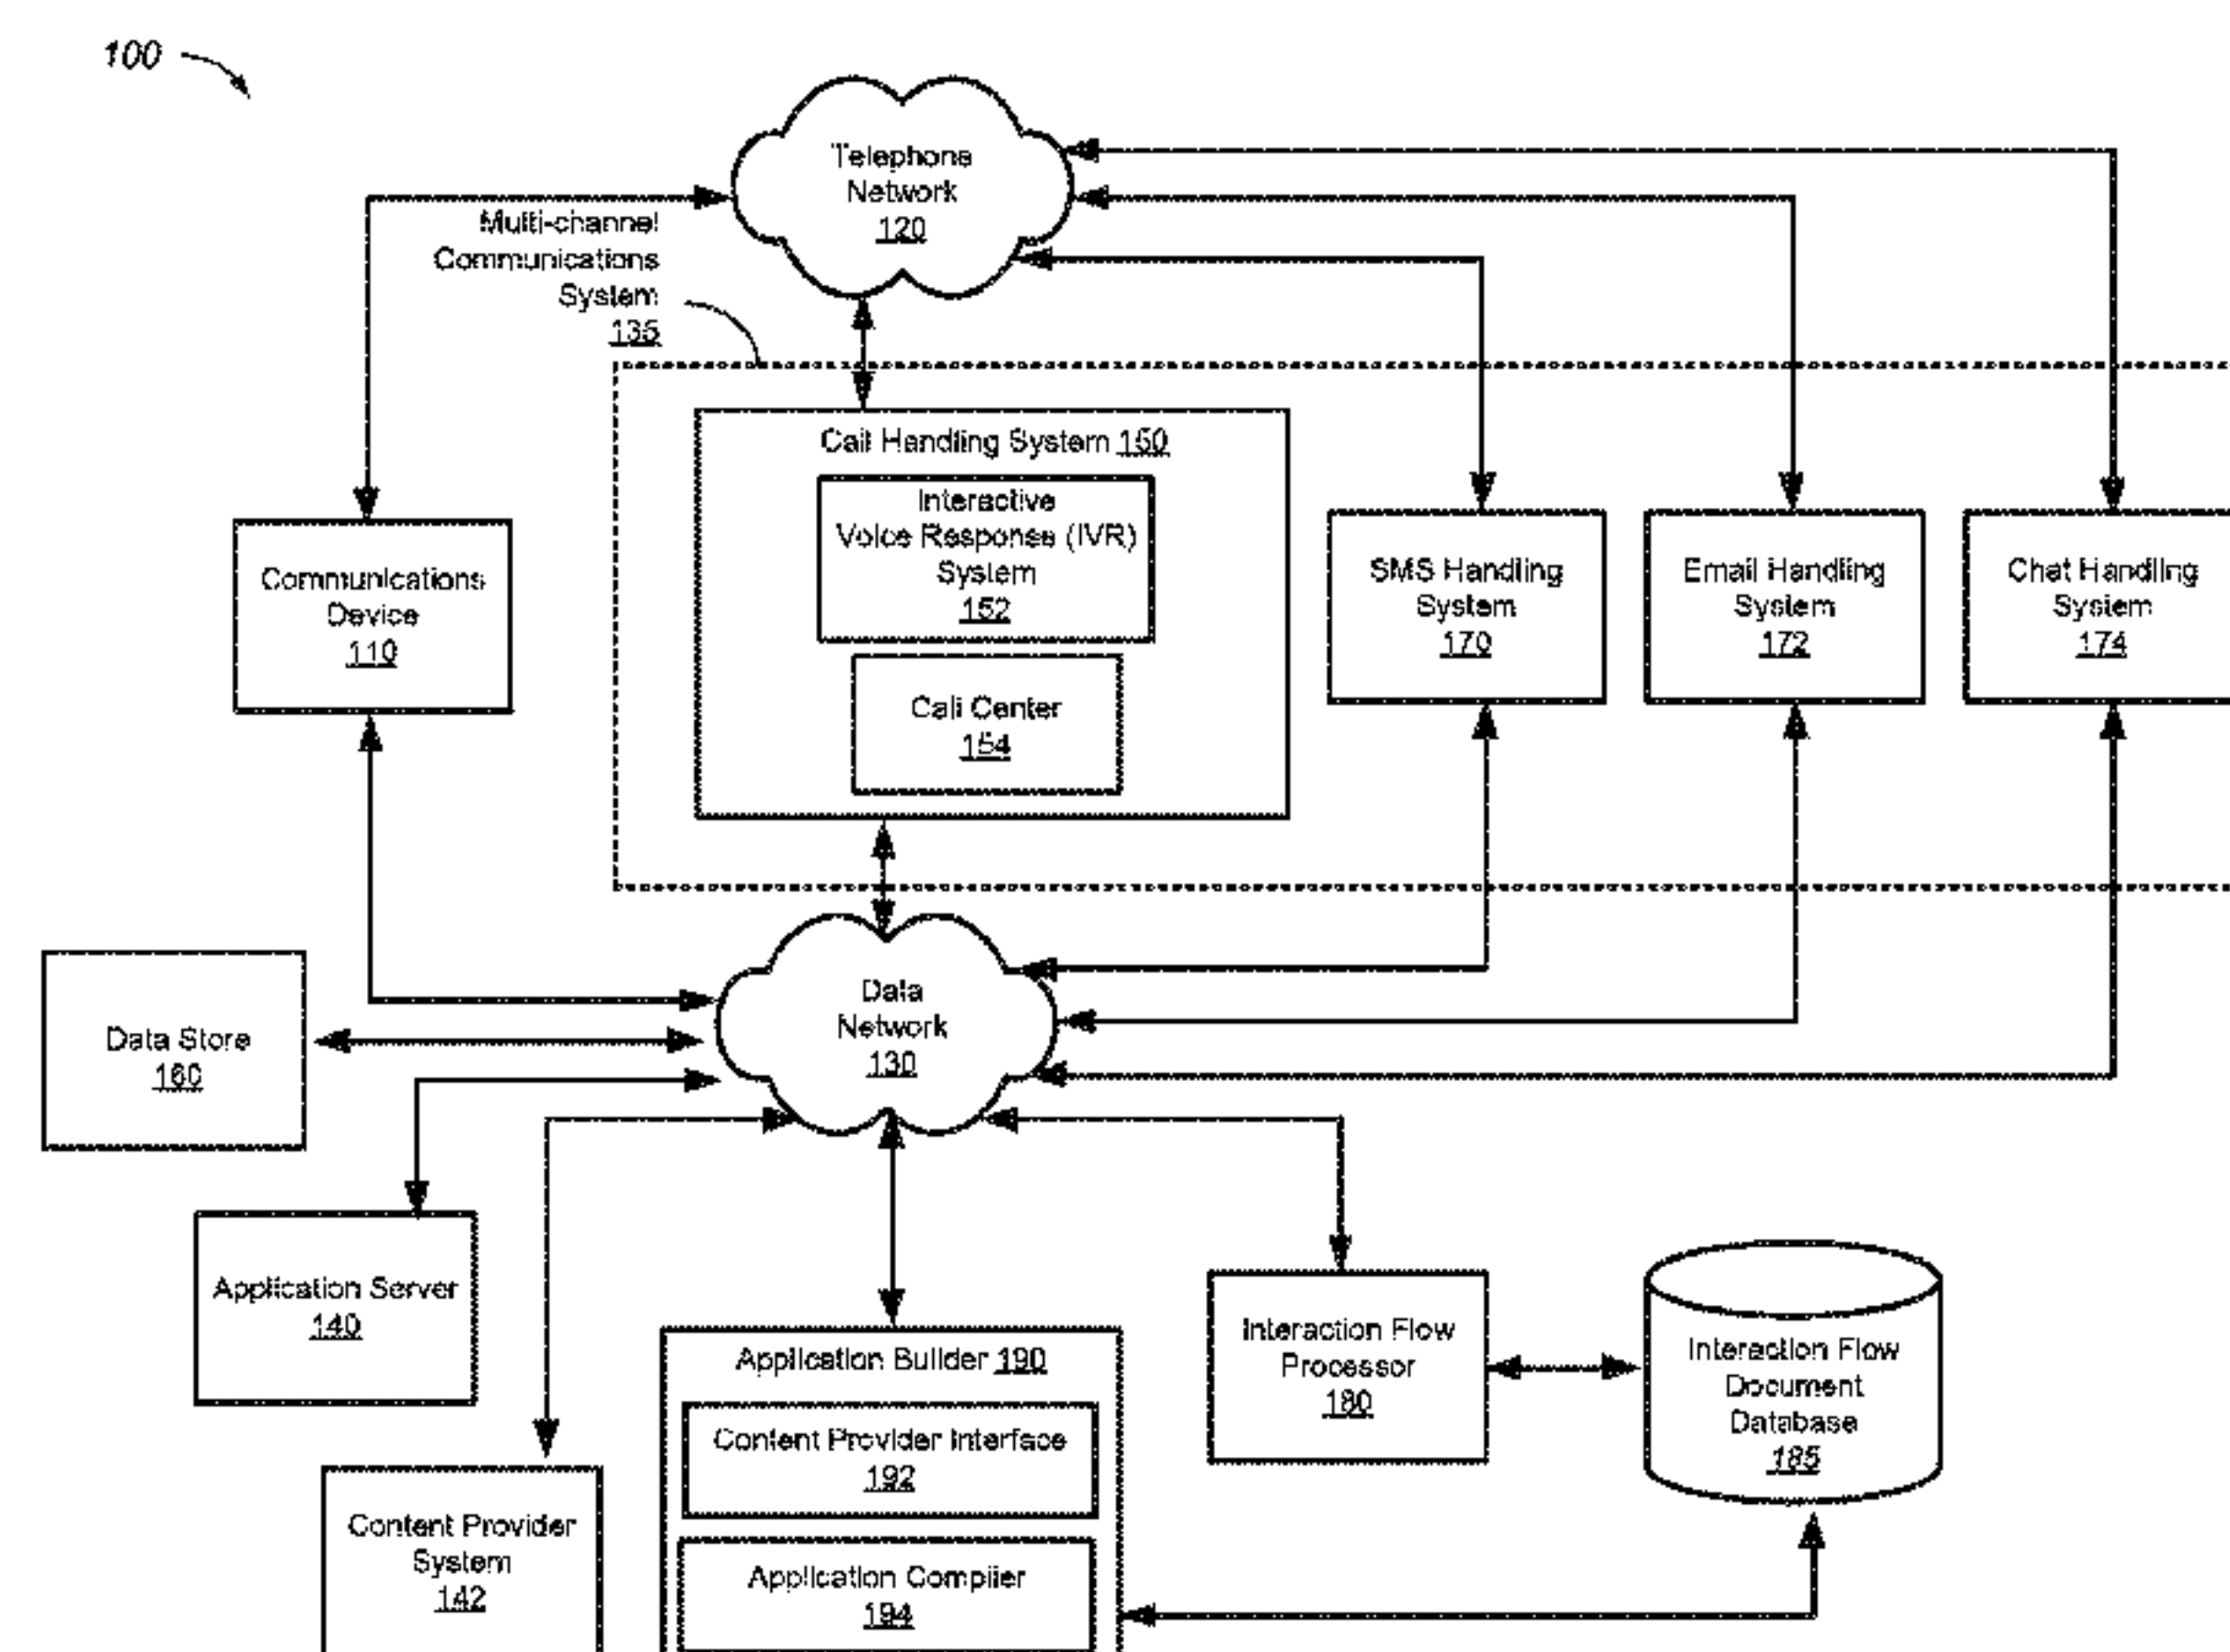 100
Telephone
Network
120
Multi-channel
Communications
System
135
Call Handling System 150
Interactive
Voice Response (IVR)
System
152
Call Center
154
Communications
Device
110
SMS Handling
System
170
Email Handling
System
172
Chat Handling
System
174
Data
Network
130
Data Store
160
Application Server
140
Content Provider
System
142
Application Builder 190
Content Provider Interface
192
Application Compiler
194
Interaction Flow
Processor
180
Interaction Flow
Document
Database
185